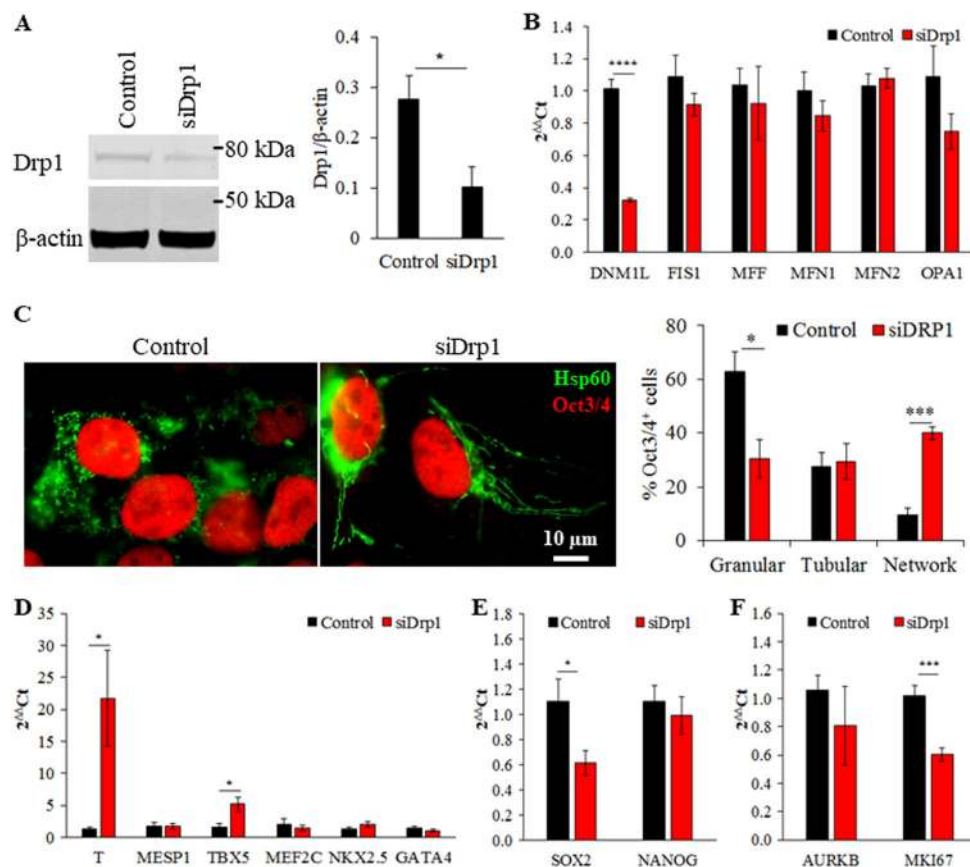 A
Control
siDrp1
Drp1
80 kDa
50 kDa
β-actin
Drp1/β-actin
0.4
0.3
0.2
0.1
0
*
Control siDrp1
B
Control siDrp1
2^ΔΔCt
1.4
1.2
1.0
0.8
0.6
0.4
0.2
0.0
****
DNM1L FIS1 MFF MFN1 MFN2 OPA1
C
Control
siDrp1
Hsp60
Oct3/4
10 μm
Control siDRP1
% Oct3/4+ cells
80
60
40
20
0
*
***
Granular Tubular Network
D
Control siDrp1
2^ΔΔCt
35
30
25
20
15
10
5
0
*
*
T MESP1 TBX5 MEF2C NKX2.5 GATA4
E
Control siDrp1
2^ΔΔCt
1.8
1.6
1.4
1.2
1.0
0.8
0.6
0.4
0.2
0.0
*
SOX2 NANOG
F
Control siDrp1
2^ΔΔCt
1.6
1.4
1.2
1.0
0.8
0.6
0.4
0.2
0.0
***
AURKB MKI67